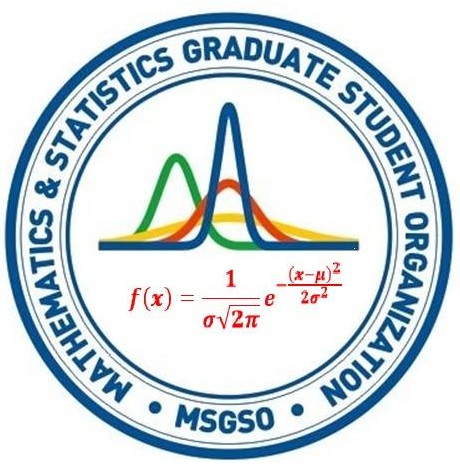 MATHEMATICS & STATISTICS GRADUATE STUDENT ORGANIZATION
f(x) = 1/(σ√2π) e^(-(x-μ)²/2σ²)
• MSGSO •